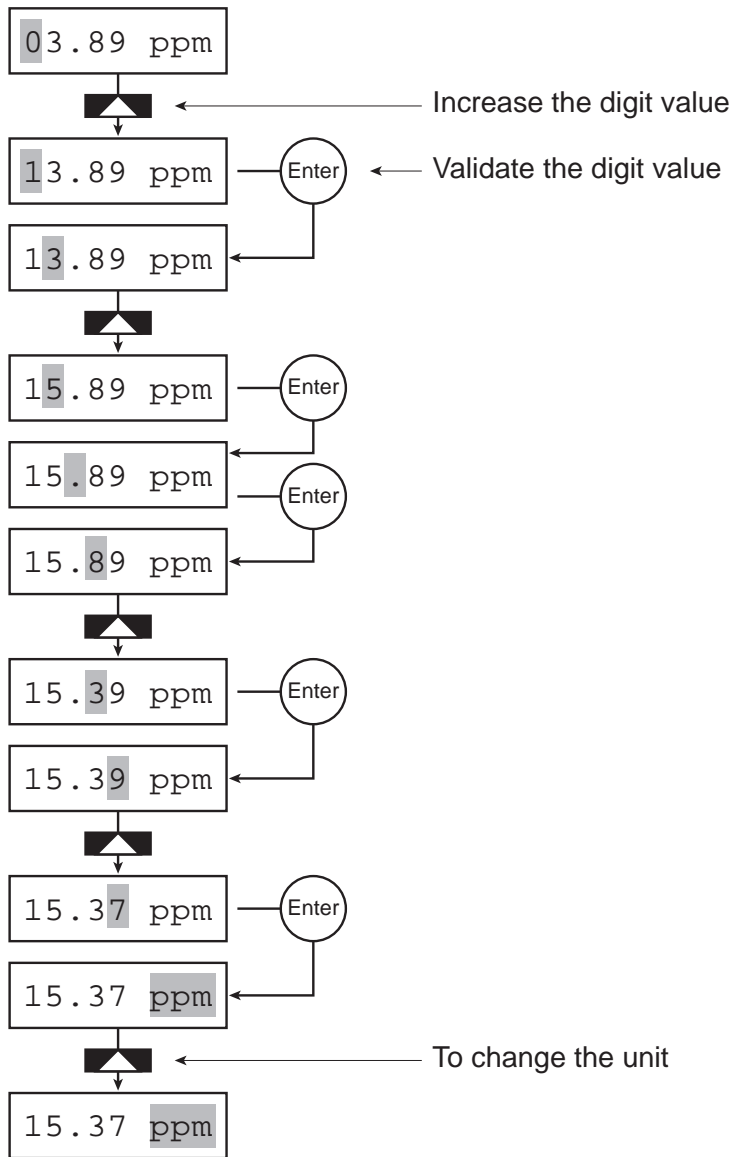 03.89 ppm
Increase the digit value
13.89 ppm
Enter
Validate the digit value
13.89 ppm
15.89 ppm
Enter
15.89 ppm
Enter
15.89 ppm
15.39 ppm
Enter
15.39 ppm
15.37 ppm
Enter
15.37 ppm
To change the unit
15.37 ppm